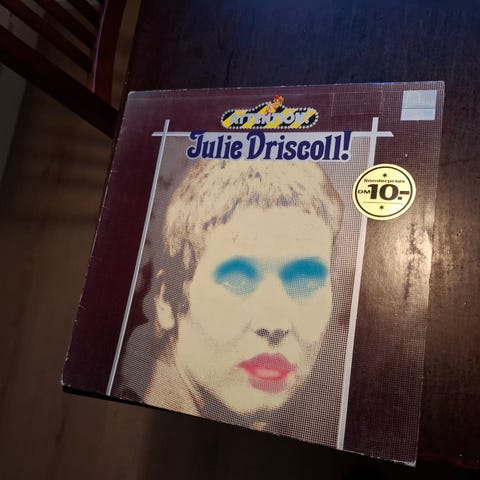 ATTENTION
Julie Driscoll!
Sonderpreis
DM 10.-